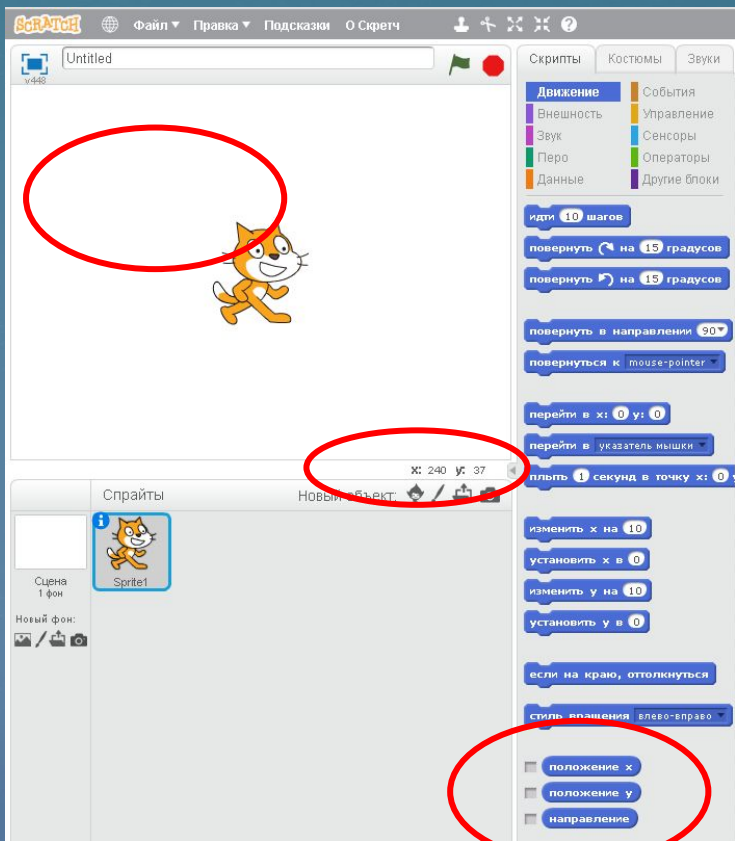 SCRATCH Файл Правка Подсказки О Скретч
Untitled
v448
X: 240 y: 37
Спрайты Новый объект:
Sprite1
Сцена
1 фон
Новый фон:
Скрипты Костюмы Звуки
Движение События
Внешность Управление
Звук Сенсоры
Перо Операторы
Данные Другие блоки
идти 10 шагов
повернуть на 15 градусов
повернуть на 15 градусов
повернуть в направлении 90
повернуться к mouse-pointer
перейти в x: 0 y: 0
перейти в указатель мышки
плыть 1 секунд в точку x: 0 y
изменить x на 10
установить x в 0
изменить y на 10
установить y в 0
если на краю, оттолкнуться
стиль вращения влево-вправо
положение x
положение y
направление